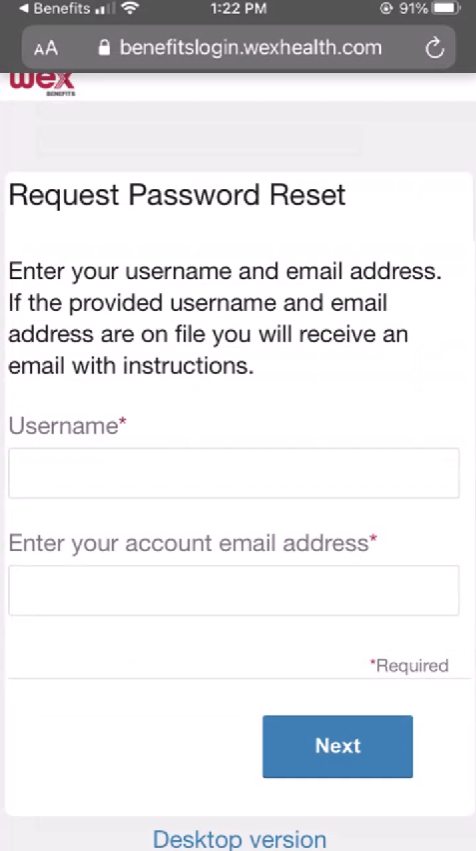 ◀ Benefits 1:22 PM 91%
AA benefitslogin.wexhealth.com
wex
BENEFITS
Request Password Reset
Enter your username and email address.
If the provided username and email
address are on file you will receive an
email with instructions.
Username*
Enter your account email address*
*Required
Next
Desktop version